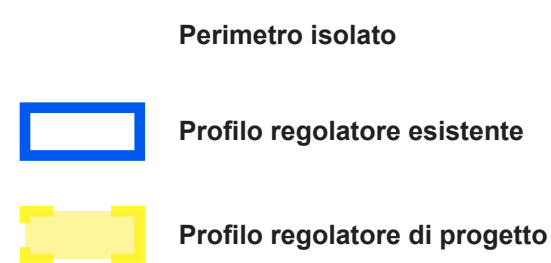 Perimetro isolato
Profilo regolatore esistente
Profilo regolatore di progetto